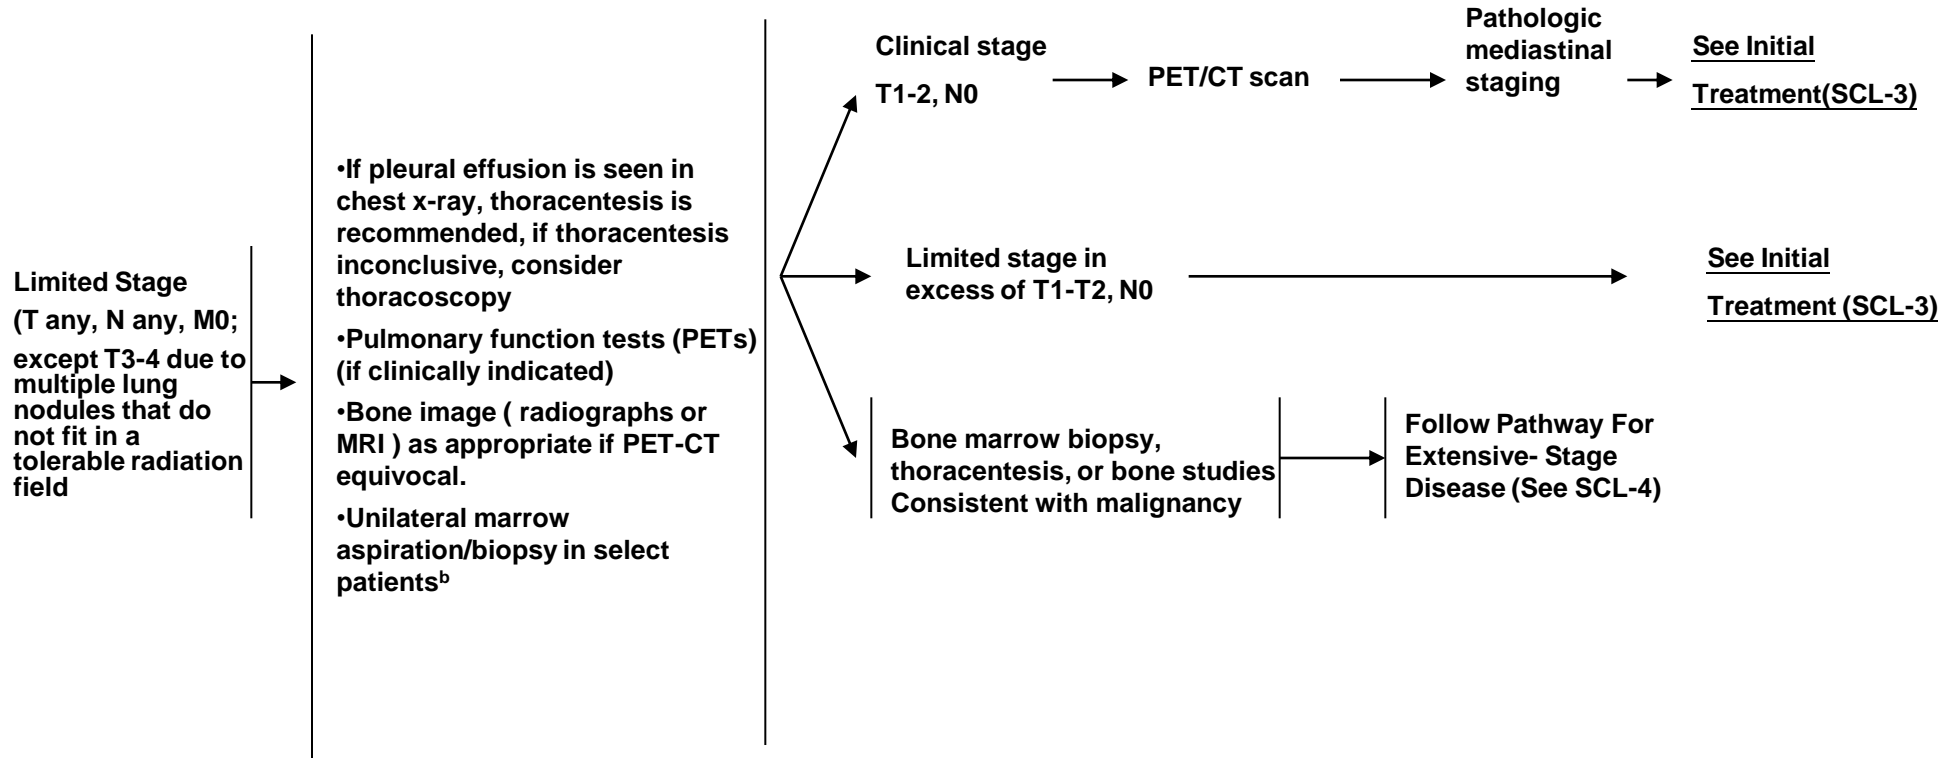 Limited Stage
(T any, N any, M0;
except T3-4 due to
multiple lung
nodules that do
not fit in a
tolerable radiation
field
•If pleural effusion is seen in
chest x-ray, thoracentesis is
recommended, if thoracentesis
inconclusive, consider
thoracoscopy
•Pulmonary function tests (PETs)
(if clinically indicated)
•Bone image ( radiographs or
MRI ) as appropriate if PET-CT
equivocal.
•Unilateral marrow
aspiration/biopsy in select
patientsᵇ
Clinical stage
T1-2, N0
PET/CT scan
Pathologic
mediastinal
staging
See Initial
Treatment(SCL-3)
Limited stage in
excess of T1-T2, N0
See Initial
Treatment (SCL-3)
Bone marrow biopsy,
thoracentesis, or bone studies
Consistent with malignancy
Follow Pathway For
Extensive- Stage
Disease (See SCL-4)